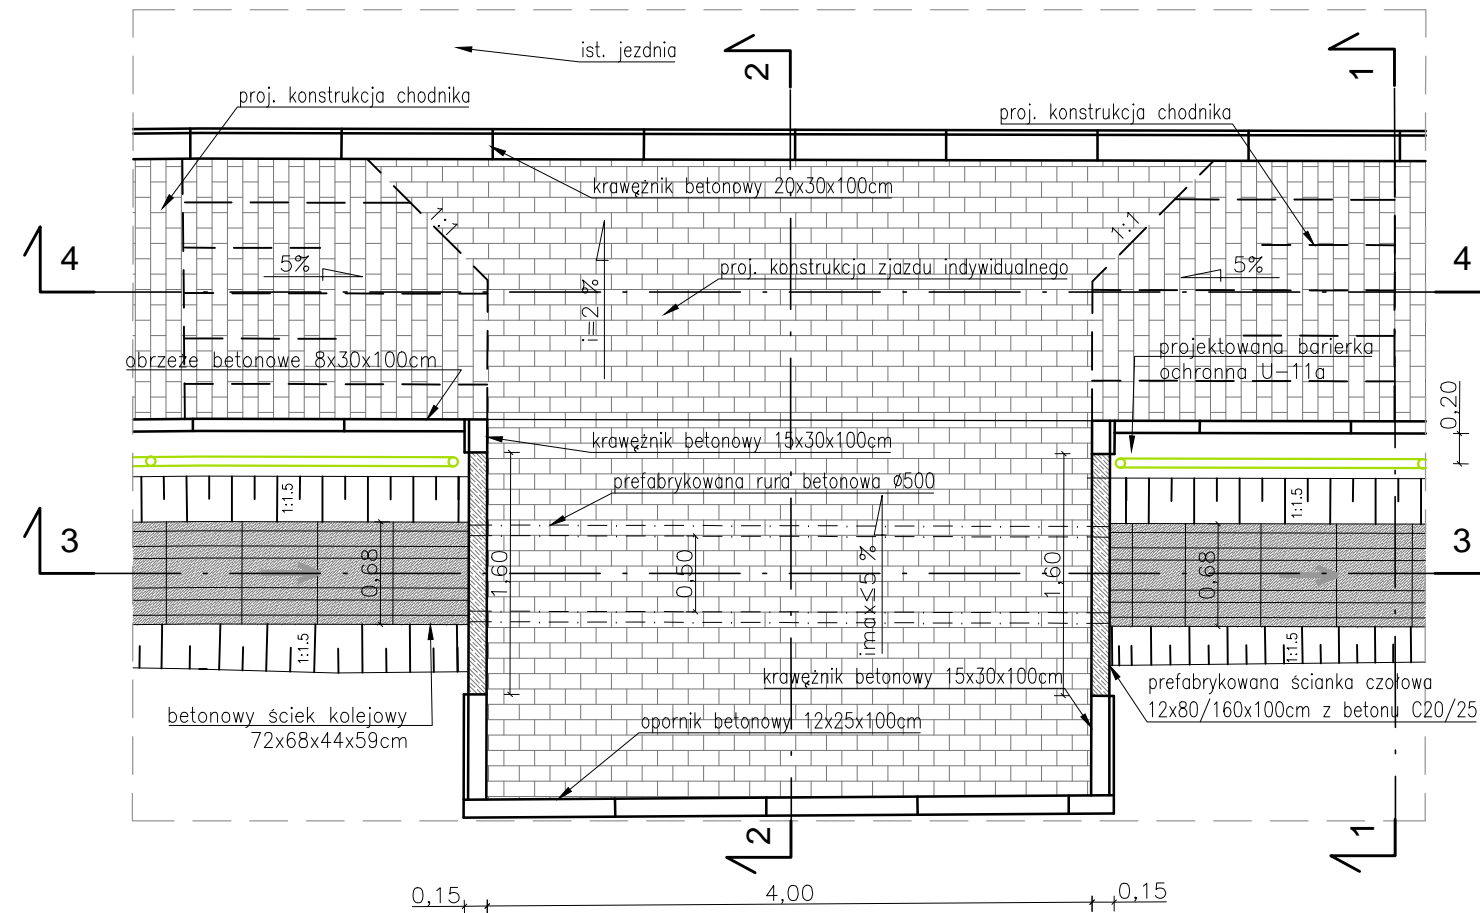 ist. jezdnia
2
1
proj. konstrukcja chodnika
proj. konstrukcja chodnika
krawężnik betonowy 20x30x100cm
1:1
1:1
4
4
5%
5%
proj. konstrukcja zjazdu indywidualnego
i=2 %
obrzeże betonowe 8x30x100cm
projektowana barierka
ochronna U-11a
0,20
krawężnik betonowy 15x30x100cm
prefabrykowana rura betonowa Ø500
1:1.5
1:1.5
3
3
0,68
1,60
0,50
imax≤5 %
1,60
0,68
1:1.5
1:1.5
krawężnik betonowy 15x30x100cm
prefabrykowana ścianka czołowa
12x80/160x100cm z betonu C20/25
betonowy ściek kolejowy
72x68x44x59cm
opornik betonowy 12x25x100cm
2
1
0,15
4,00
0,15